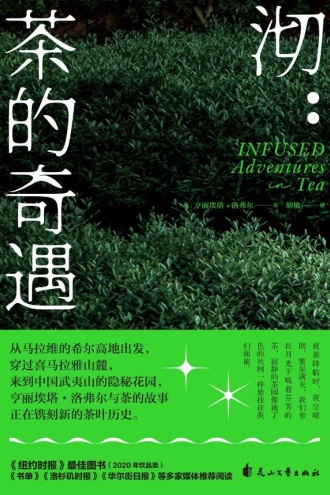 沏：
茶的奇遇
INFUSED
Adventures
in Tea
亨丽埃塔·洛弗尔——著 胡敏——译
从马拉维的希尔高地出发，
穿过喜马拉雅山麓，
来到中国武夷山的隐秘花园，
亨丽埃塔·洛弗尔与茶的故事
正在镌刻新的茶叶历史。
夜幕降临时，夜空晴
朗，繁星满天，我们坐
在月光下喝着芬芳的
茶，寂静的茶园像褪了
色的丝网一样悬挂在我
们面前。
《纽约时报》最佳图书（2020 年饮品类）
《书单》《洛杉矶时报》《华尔街日报》等多家媒体推荐阅读
花山文艺出版社